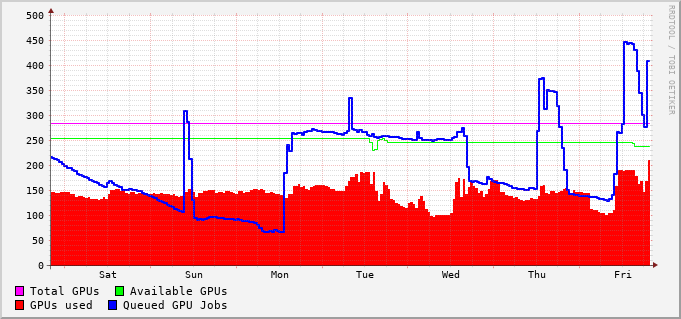 500
450
400
350
300
250
200
150
100
50
0
Sat Sun Mon Tue Wed Thu Fri
Total GPUs Available GPUs
GPUs used Queued GPU Jobs
RRDTOOL / TOBI OETIKER